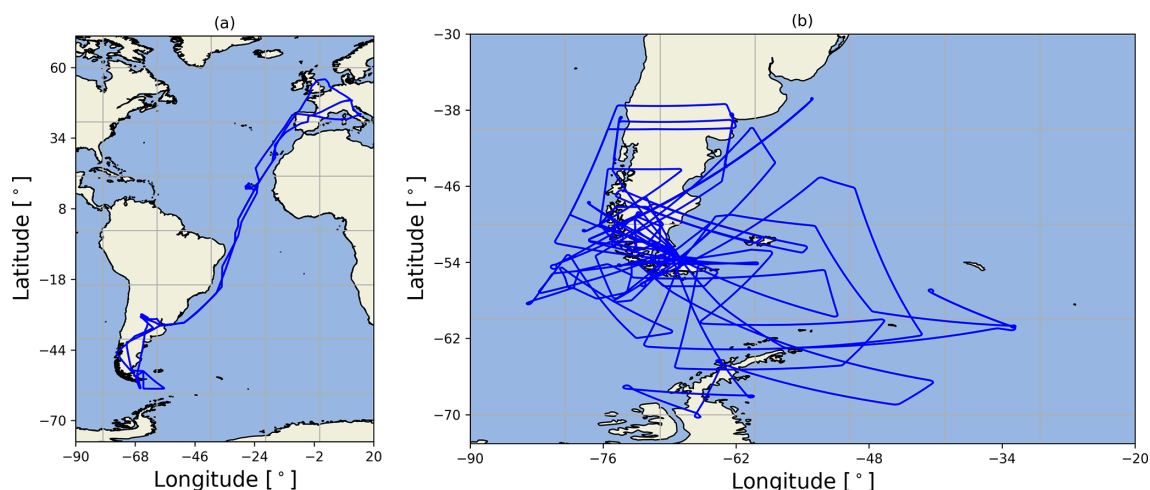 (a)
60
34
8
−18
−44
−70
Latitude [°]
−90 −68 −46 −24 −2 20
Longitude [°]
(b)
−30
−38
−46
−54
−62
−70
Latitude [°]
−90 −76 −62 −48 −34 −20
Longitude [°]